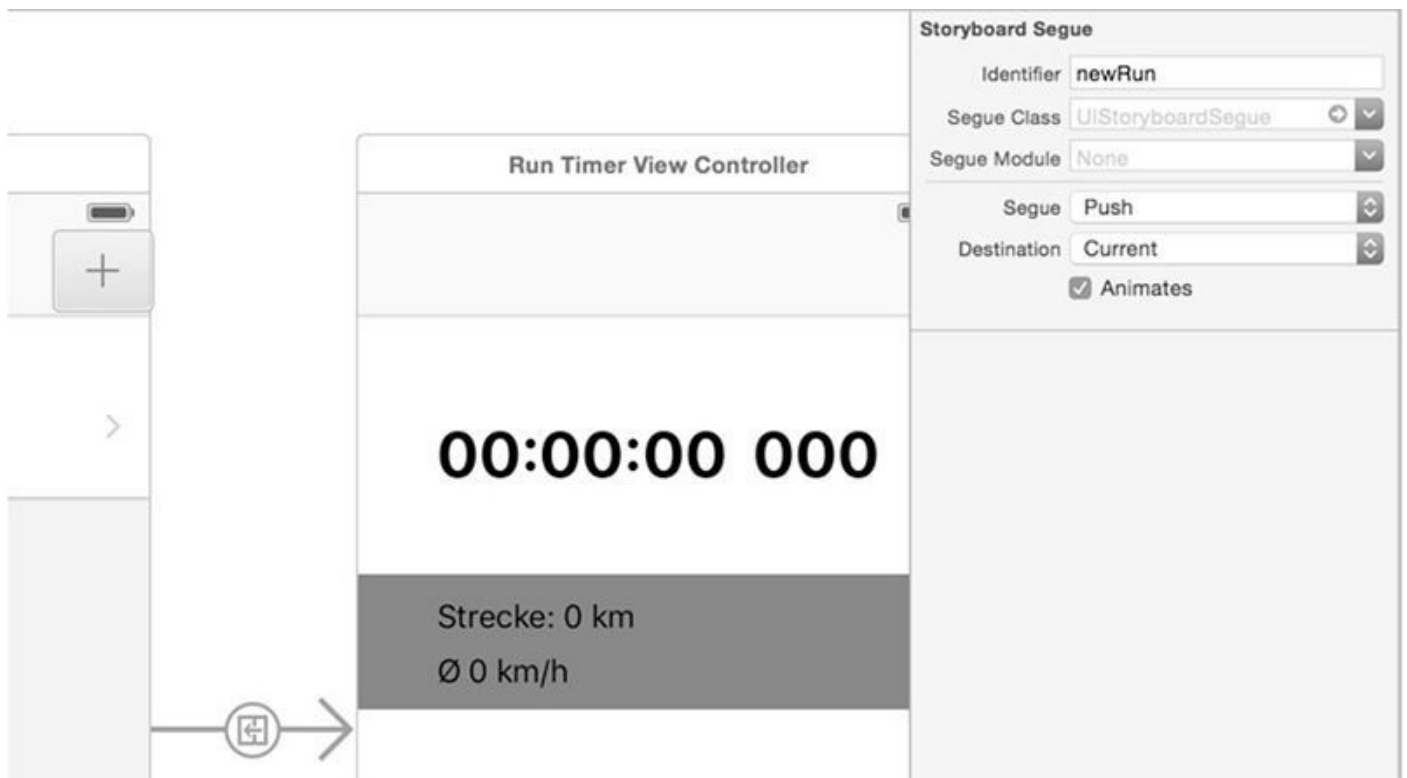 Storyboard Segue
Identifier newRun
Segue Class UIStoryboardSegue
Segue Module None
Segue Push
Destination Current
Animates
Run Timer View Controller
+
00:00:00 000
Strecke: 0 km
Ø 0 km/h